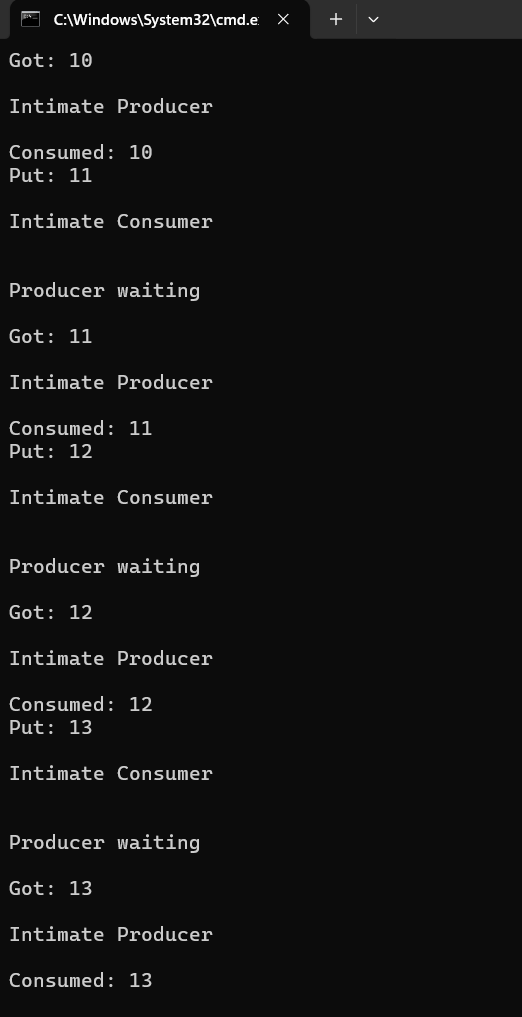 C:\Windows\System32\cmd.e
Got: 10
Intimate Producer
Consumed: 10
Put: 11
Intimate Consumer
Producer waiting
Got: 11
Intimate Producer
Consumed: 11
Put: 12
Intimate Consumer
Producer waiting
Got: 12
Intimate Producer
Consumed: 12
Put: 13
Intimate Consumer
Producer waiting
Got: 13
Intimate Producer
Consumed: 13